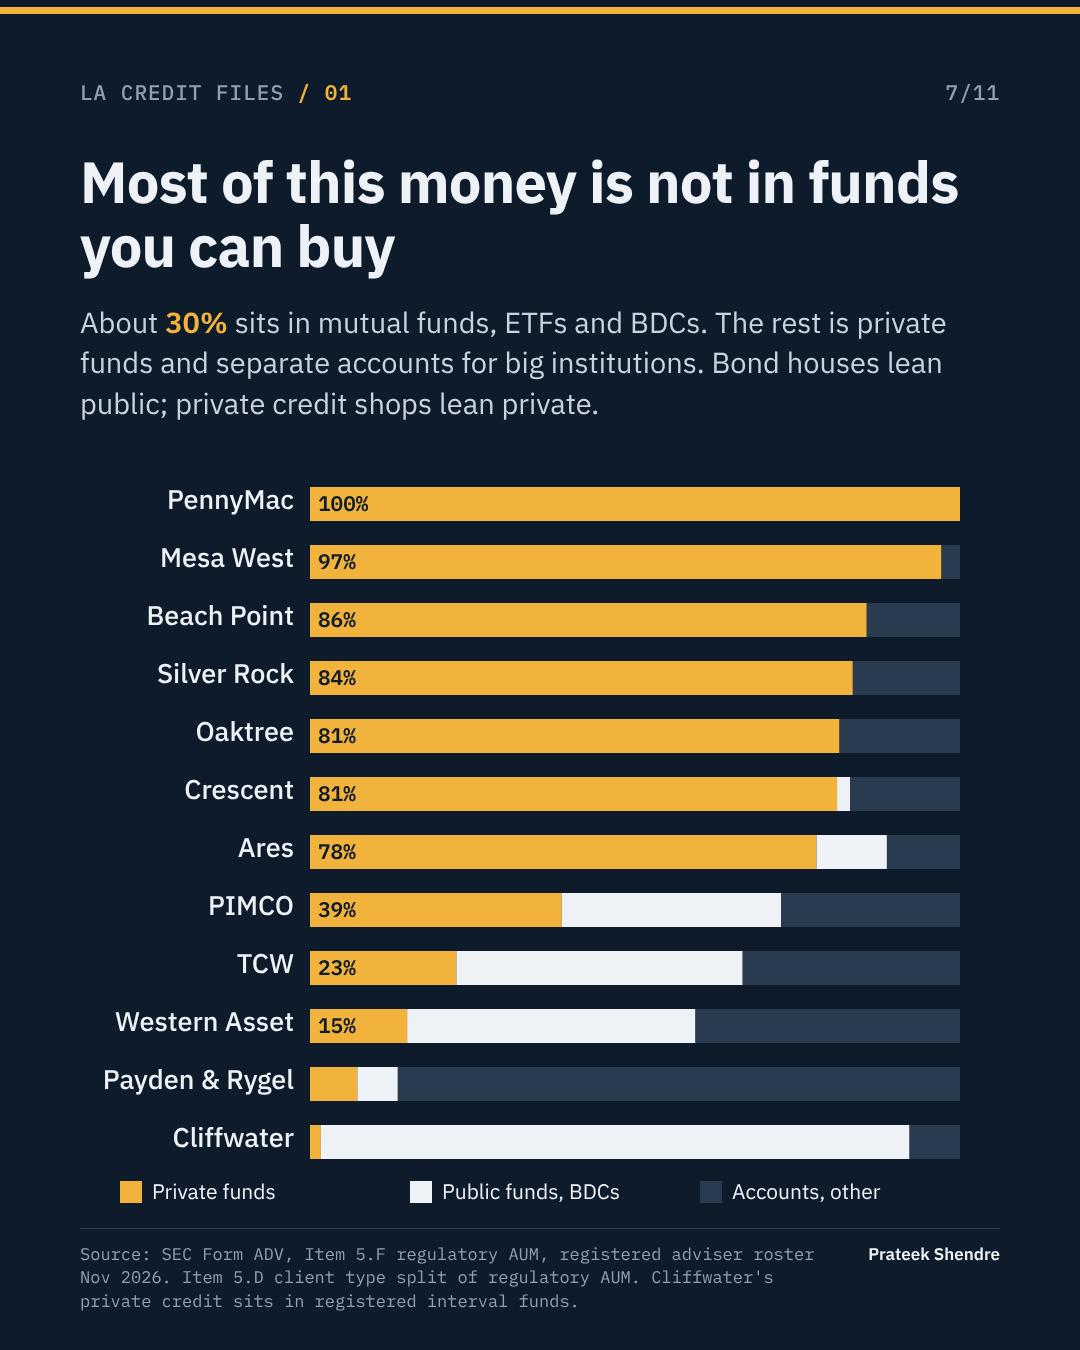 LA CREDIT FILES / 01
7/11
Most of this money is not in funds
you can buy
About 30% sits in mutual funds, ETFs and BDCs. The rest is private
funds and separate accounts for big institutions. Bond houses lean
public; private credit shops lean private.
PennyMac 100%
Mesa West 97%
Beach Point 86%
Silver Rock 84%
Oaktree 81%
Crescent 81%
Ares 78%
PIMCO 39%
TCW 23%
Western Asset 15%
Payden & Rygel
Cliffwater
Private funds
Public funds, BDCs
Accounts, other
Source: SEC Form ADV, Item 5.F regulatory AUM, registered adviser roster
Nov 2026. Item 5.D client type split of regulatory AUM. Cliffwater's
private credit sits in registered interval funds.
Prateek Shendre